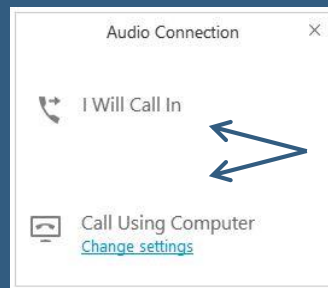 Audio Connection
I Will Call In
Call Using Computer
Change settings